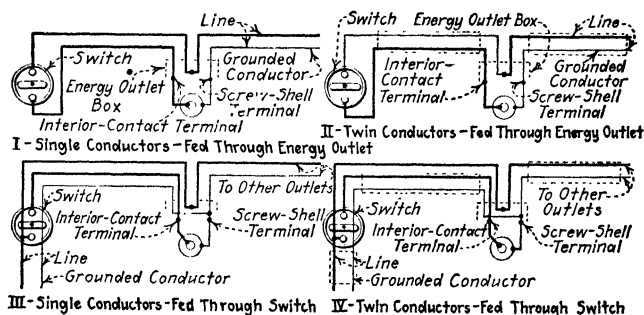 Line
Switch
Grounded
Conductor
Energy Outlet
Box
Screw-Shell
Terminal
Interior-Contact Terminal
I-Single Conductors-Fed Through Energy Outlet
Switch
Energy Outlet Box
Line
Interior-
Contact
Terminal
Grounded
Conductor
Screw-Shell
Terminal
II-Twin Conductors-Fed Through Energy Outlet
Switch
To Other Outlets
Interior-Contact
Terminal
Screw-Shell
Terminal
Line
Grounded Conductor
III-Single Conductors-Fed Through Switch
Switch
To Other
Outlets
Interior-Contact
Terminal
Screw-Shell
Terminal
Line
Grounded Conductor
IV-Twin Conductors-Fed Through Switch